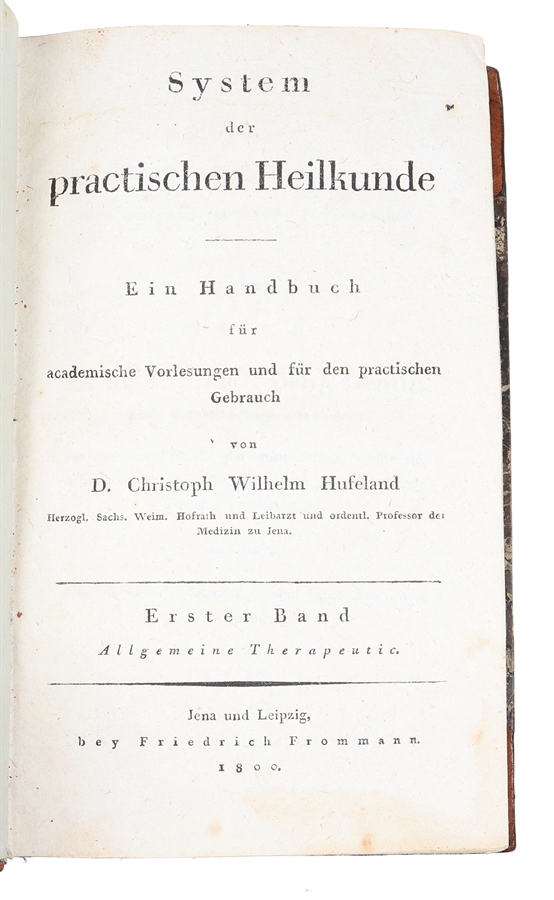 System
der
practischen Heilkunde
Ein Handbuch
für
academische Vorlesungen und für den practischen
Gebrauch
von
D. Christoph Wilhelm Hufeland
Herzogl. Sachs. Weim. Hofrath und Leibarzt und ordentl. Professor der
Medizin zu Jena.
Erster Band
Allgemeine Therapeutic.
Jena und Leipzig,
bey Friedrich Frommann.
1800.